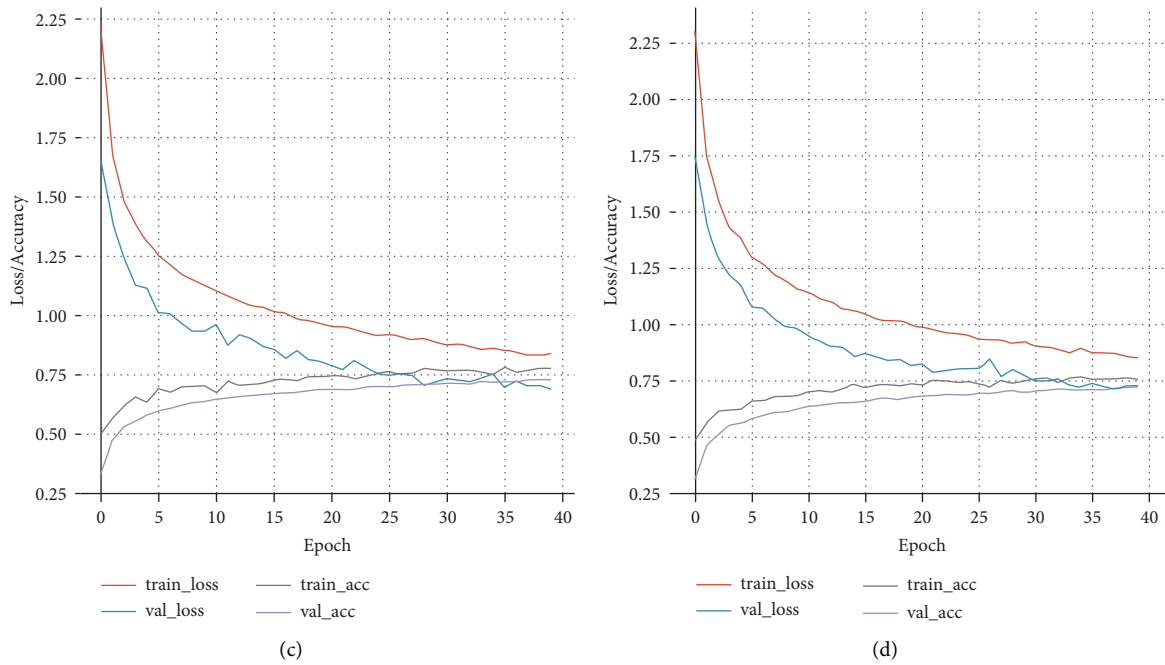 2.25
2.00
1.75
1.50
1.25
1.00
0.75
0.50
0.25
Loss/Accuracy
0 5 10 15 20 25 30 35 40
Epoch
train_loss train_acc
val_loss val_acc
(c)
2.25
2.00
1.75
1.50
1.25
1.00
0.75
0.50
0.25
Loss/Accuracy
0 5 10 15 20 25 30 35 40
Epoch
train_loss train_acc
val_loss val_acc
(d)